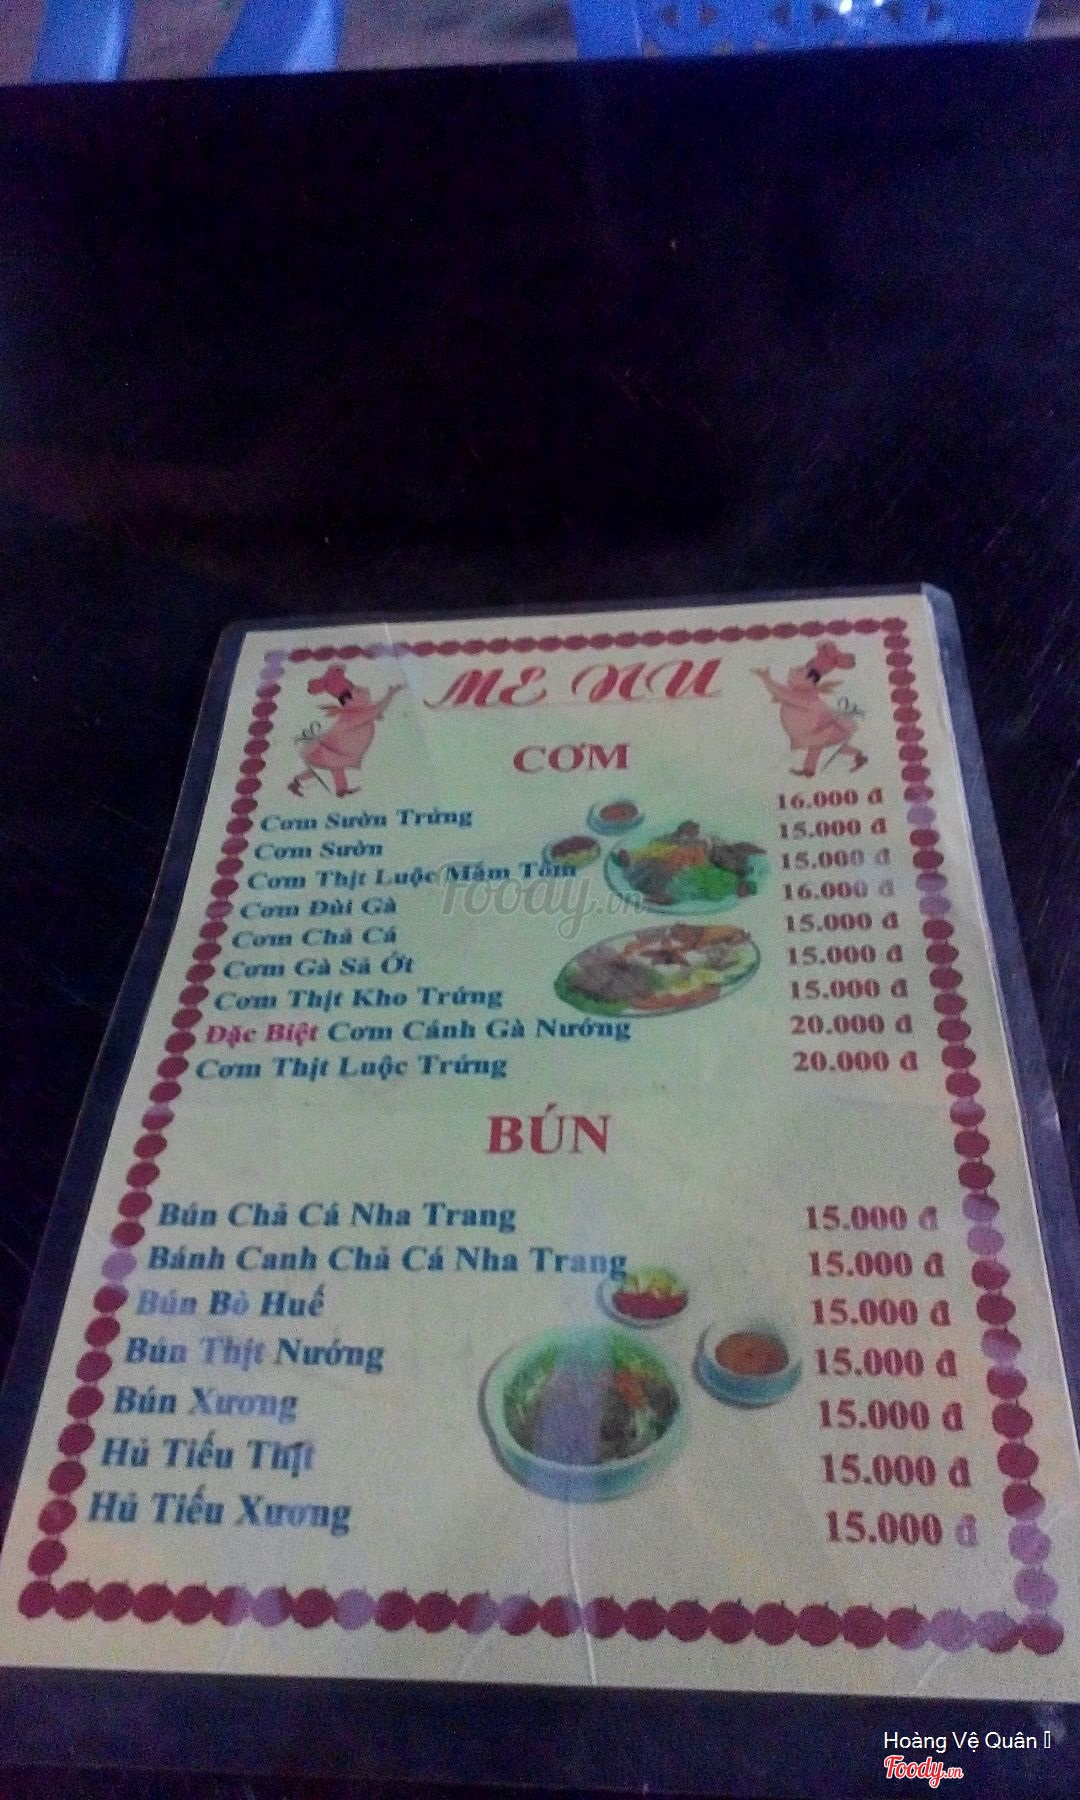 ME NU
CƠM
Cơm Sườn Trứng 16.000 đ
Cơm Sườn 15.000 đ
Cơm Thịt Luộc Mắm Tôm 15.000 đ
Cơm Đùi Gà 16.000 đ
Cơm Chả Cá 15.000 đ
Cơm Gà Sả Ớt 15.000 đ
Cơm Thịt Kho Trứng 15.000 đ
Đặc Biệt Cơm Cánh Gà Nướng 20.000 đ
Cơm Thịt Luộc Trứng 20.000 đ
Foody.vn
BÚN
Bún Chả Cá Nha Trang 15.000 đ
Bánh Canh Chả Cá Nha Trang 15.000 đ
Bún Bò Huế 15.000 đ
Bún Thịt Nướng 15.000 đ
Bún Xương 15.000 đ
Hủ Tiếu Thịt 15.000 đ
Hủ Tiếu Xương 15.000 đ
Hoàng Vệ Quân
Foody.vn